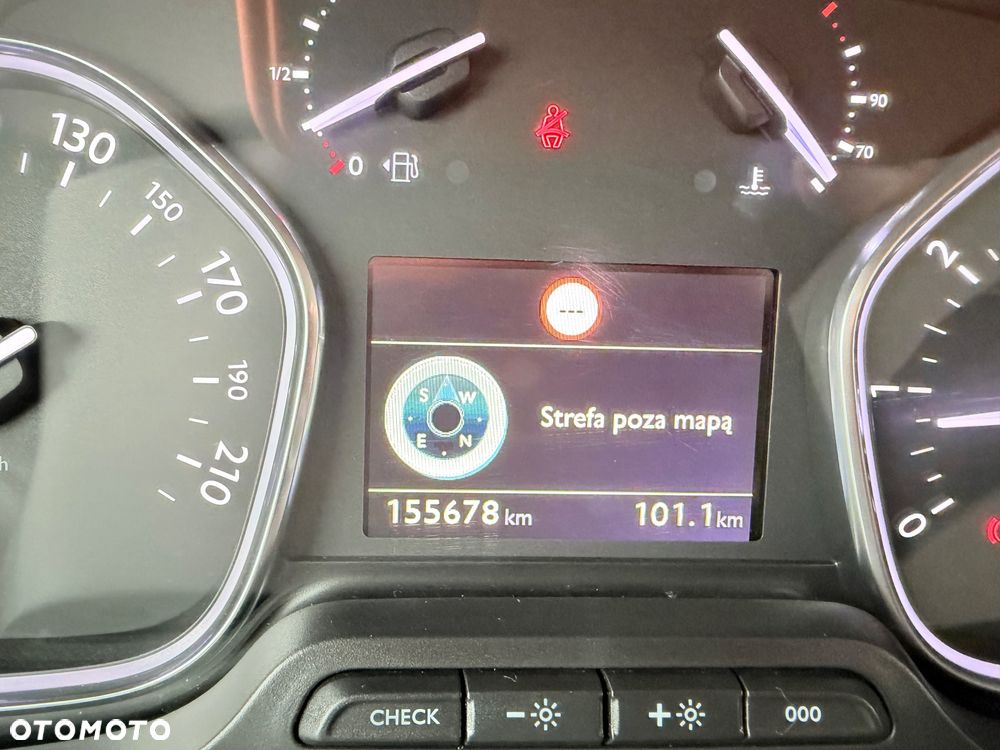 1/2
0
90
70
130
150
170
190
210
h
2
1
0
---
S W
E N
Strefa poza mapą
155678 km
101.1 km
CHECK
- +
000
OTOMOTO